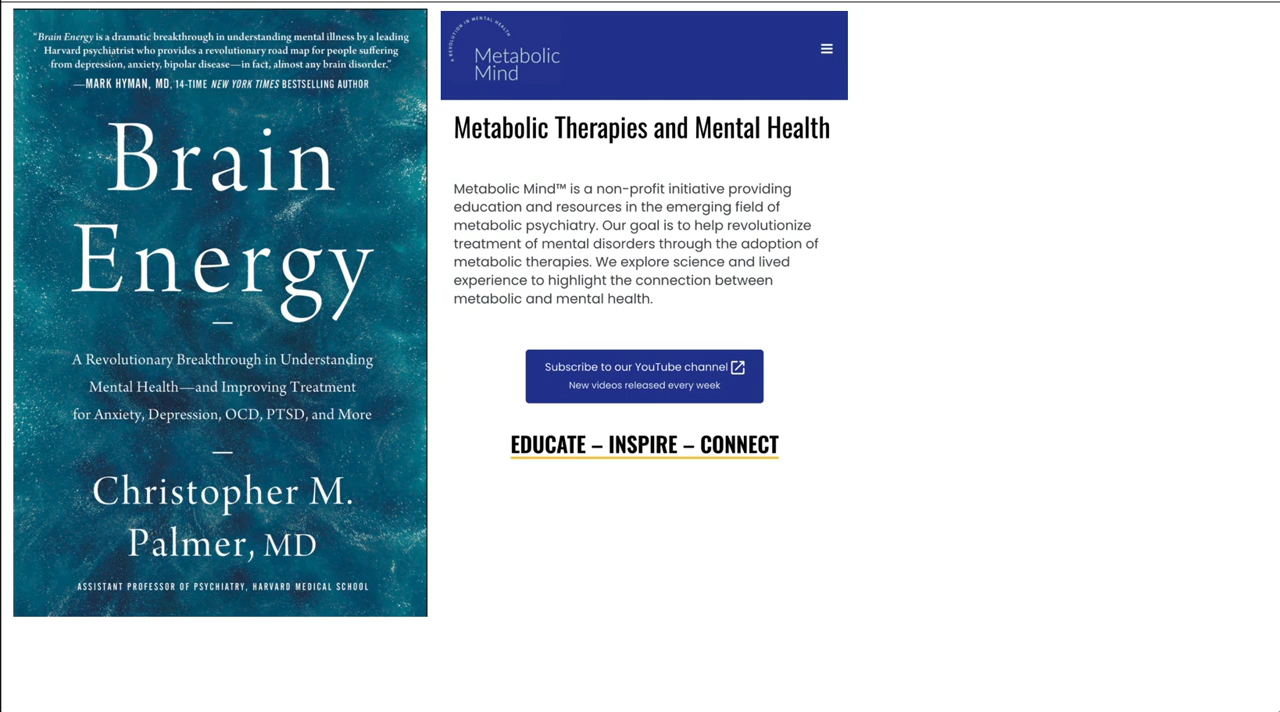 “Brain Energy is a dramatic breakthrough in understanding mental illness by a leading
Harvard psychiatrist who provides a revolutionary road map for people suffering
from depression, anxiety, bipolar disease—in fact, almost any brain disorder.”
—MARK HYMAN, MD, 14-TIME NEW YORK TIMES BESTSELLING AUTHOR
Brain
Energy
A Revolutionary Breakthrough in Understanding
Mental Health—and Improving Treatment
for Anxiety, Depression, OCD, PTSD, and More
Christopher M.
Palmer, MD
ASSISTANT PROFESSOR OF PSYCHIATRY, HARVARD MEDICAL SCHOOL
A REVOLUTION IN MENTAL HEALTH
Metabolic
Mind
Metabolic Therapies and Mental Health
Metabolic Mind™ is a non-profit initiative providing
education and resources in the emerging field of
metabolic psychiatry. Our goal is to help revolutionize
treatment of mental disorders through the adoption of
metabolic therapies. We explore science and lived
experience to highlight the connection between
metabolic and mental health.
Subscribe to our YouTube channel
New videos released every week
EDUCATE – INSPIRE – CONNECT